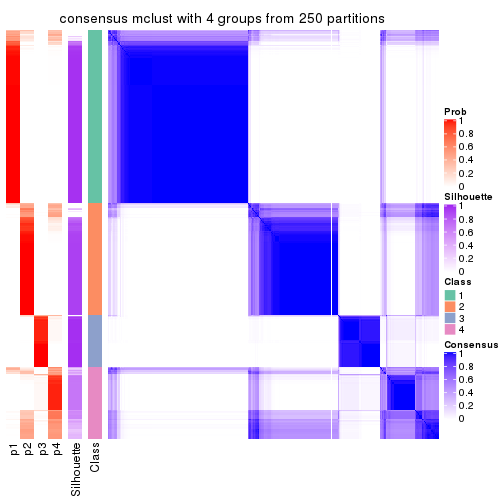 consensus mclust with 4 groups from 250 partitions
Prob
1
0.8
0.6
0.4
0.2
0
Silhouette
1
0.8
0.6
0.4
0.2
0
Class
1
2
3
4
Consensus
1
0.8
0.6
0.4
0.2
0
p1
p2
p3
p4
Silhouette
Class